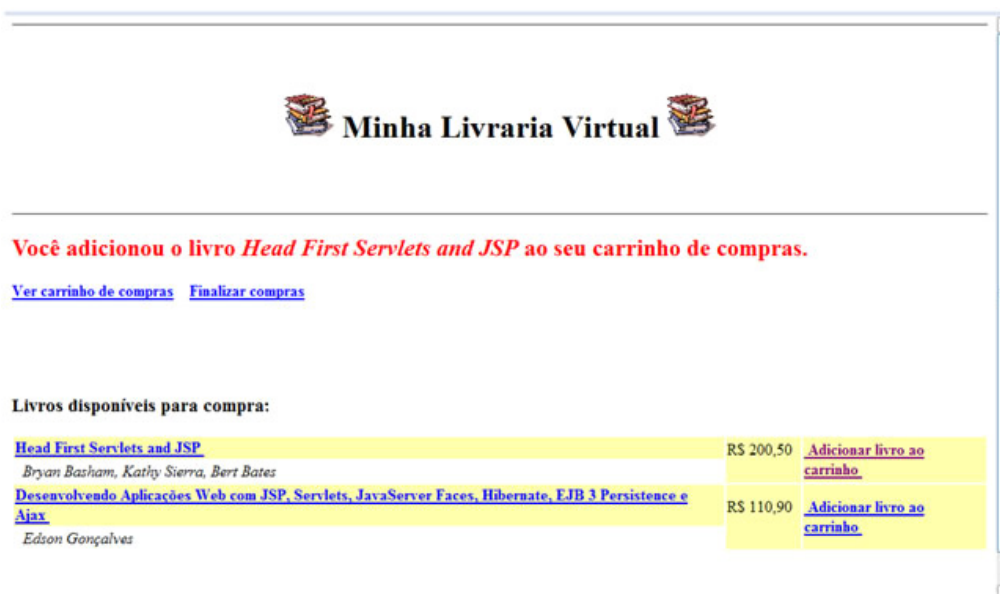 Minha Livraria Virtual
Você adicionou o livro Head First Servlets and JSP ao seu carrinho de compras.
Ver carrinho de compras Finalizar compras
Livros disponíveis para compra:
Head First Servlets and JSP R$ 200,50 Adicionar livro ao
carrinho
Bryan Basham, Kathy Sierra, Bert Bates
Desenvolvendo Aplicações Web com JSP, Servlets, JavaServer Faces, Hibernate, EJB 3 Persistence e
Ajax
R$ 110,90 Adicionar livro ao
carrinho
Edson Gonçalves